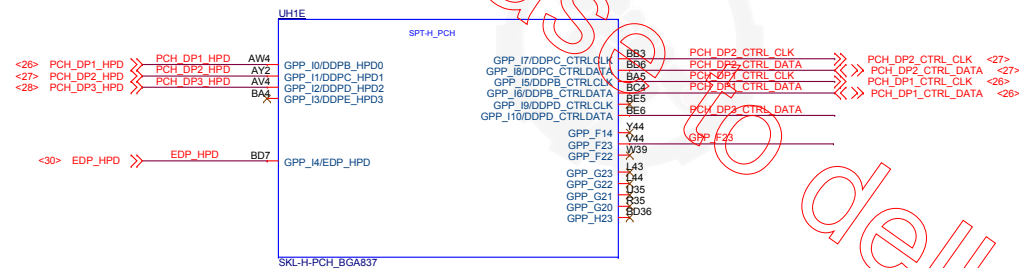 UH1E
SPT-H_PCH
<26> PCH_DP1_HPD PCH_DP1_HPD AW4 GPP_I0/DDPB_HPD0
<27> PCH_DP2_HPD PCH_DP2_HPD AY2 GPP_I1/DDPC_HPD1
<28> PCH_DP3_HPD PCH_DP3_HPD AV4 GPP_I2/DDPD_HPD2
BA4 GPP_I3/DDPE_HPD3
<30> EDP_HPD EDP_HPD BD7 GPP_I4/EDP_HPD
GPP_I7/DDPC_CTRLCLK BB3 PCH_DP2_CTRL_CLK PCH_DP2_CTRL_CLK <27>
GPP_I8/DDPC_CTRLDATA BD6 PCH_DP2_CTRL_DATA PCH_DP2_CTRL_DATA <27>
GPP_I5/DDPB_CTRLCLK BA5 PCH_DP1_CTRL_CLK PCH_DP1_CTRL_CLK <26>
GPP_I6/DDPB_CTRLDATA BC4 PCH_DP1_CTRL_DATA PCH_DP1_CTRL_DATA <26>
GPP_I9/DDPD_CTRLCLK BE5
GPP_I10/DDPD_CTRLDATA BE6 PCH_DP3_CTRL_DATA
GPP_F14 Y44
GPP_F23 V44 GPP_F23
GPP_F22 W39
GPP_G23 L43
GPP_G22 L44
GPP_G21 U35
GPP_G20 R35
GPP_H23 BD36
SKL-H-PCH_BGA837
to dell